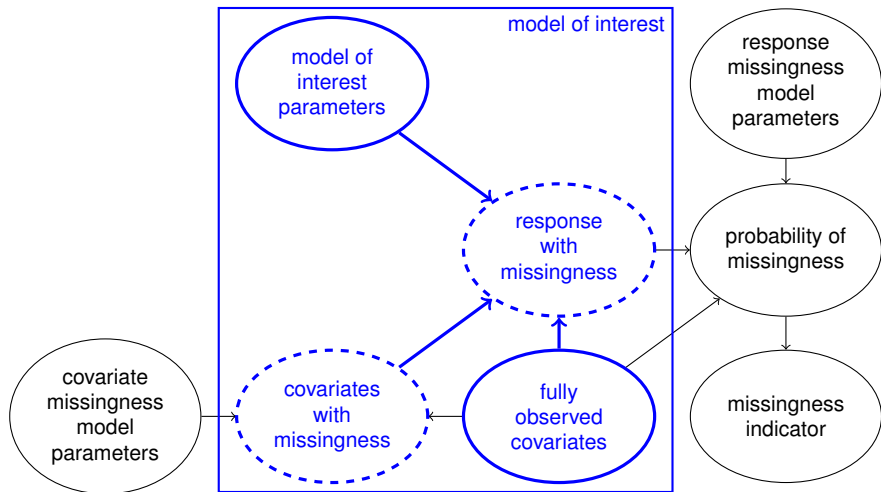 model of interest
model of
interest
parameters
response
missingness
model
parameters
response
with
missingness
probability of
missingness
covariate
missingness
model
parameters
covariates
with
missingness
fully
observed
covariates
missingness
indicator